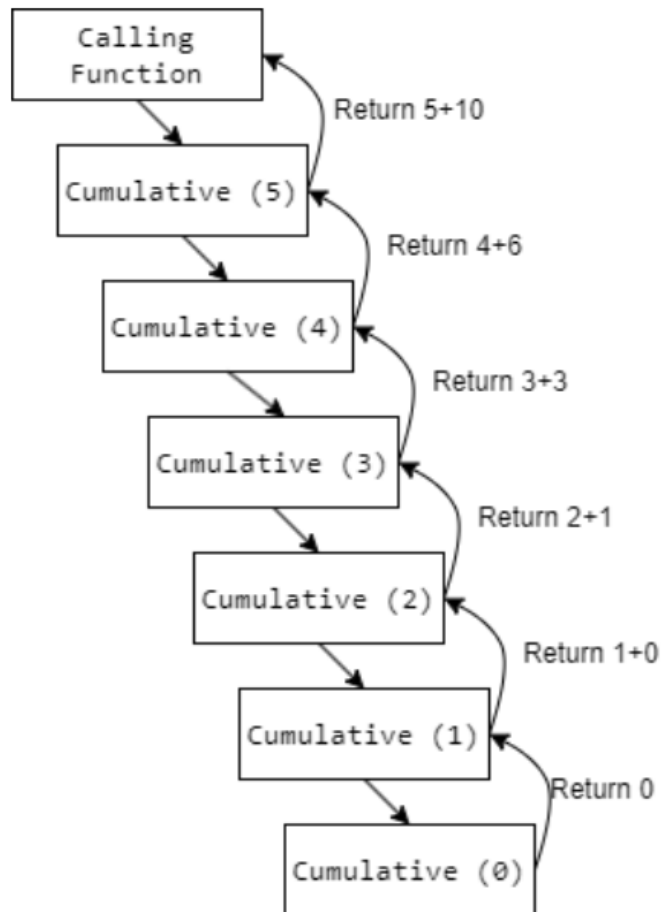 Calling
Function
Return 5+10
Cumulative (5)
Return 4+6
Cumulative (4)
Return 3+3
Cumulative (3)
Return 2+1
Cumulative (2)
Return 1+0
Cumulative (1)
Return 0
Cumulative (0)